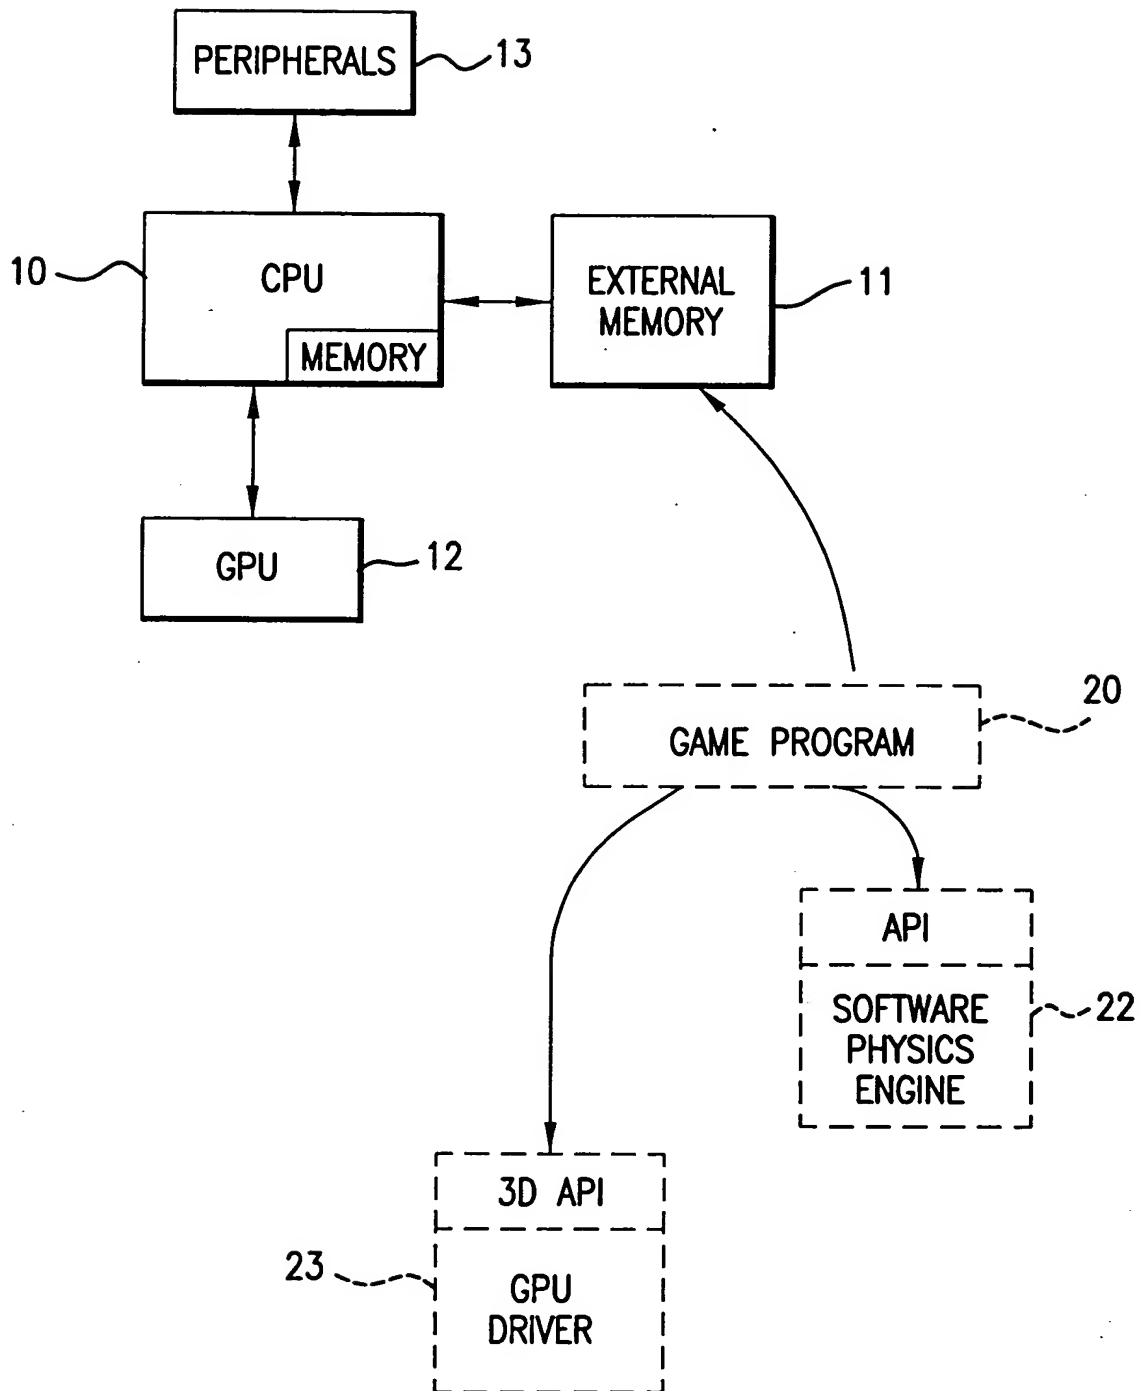 PERIPHERALS
13
10
CPU
MEMORY
EXTERNAL
MEMORY
11
GPU
12
GAME PROGRAM
20
API
SOFTWARE
PHYSICS
ENGINE
22
3D API
23
GPU
DRIVER